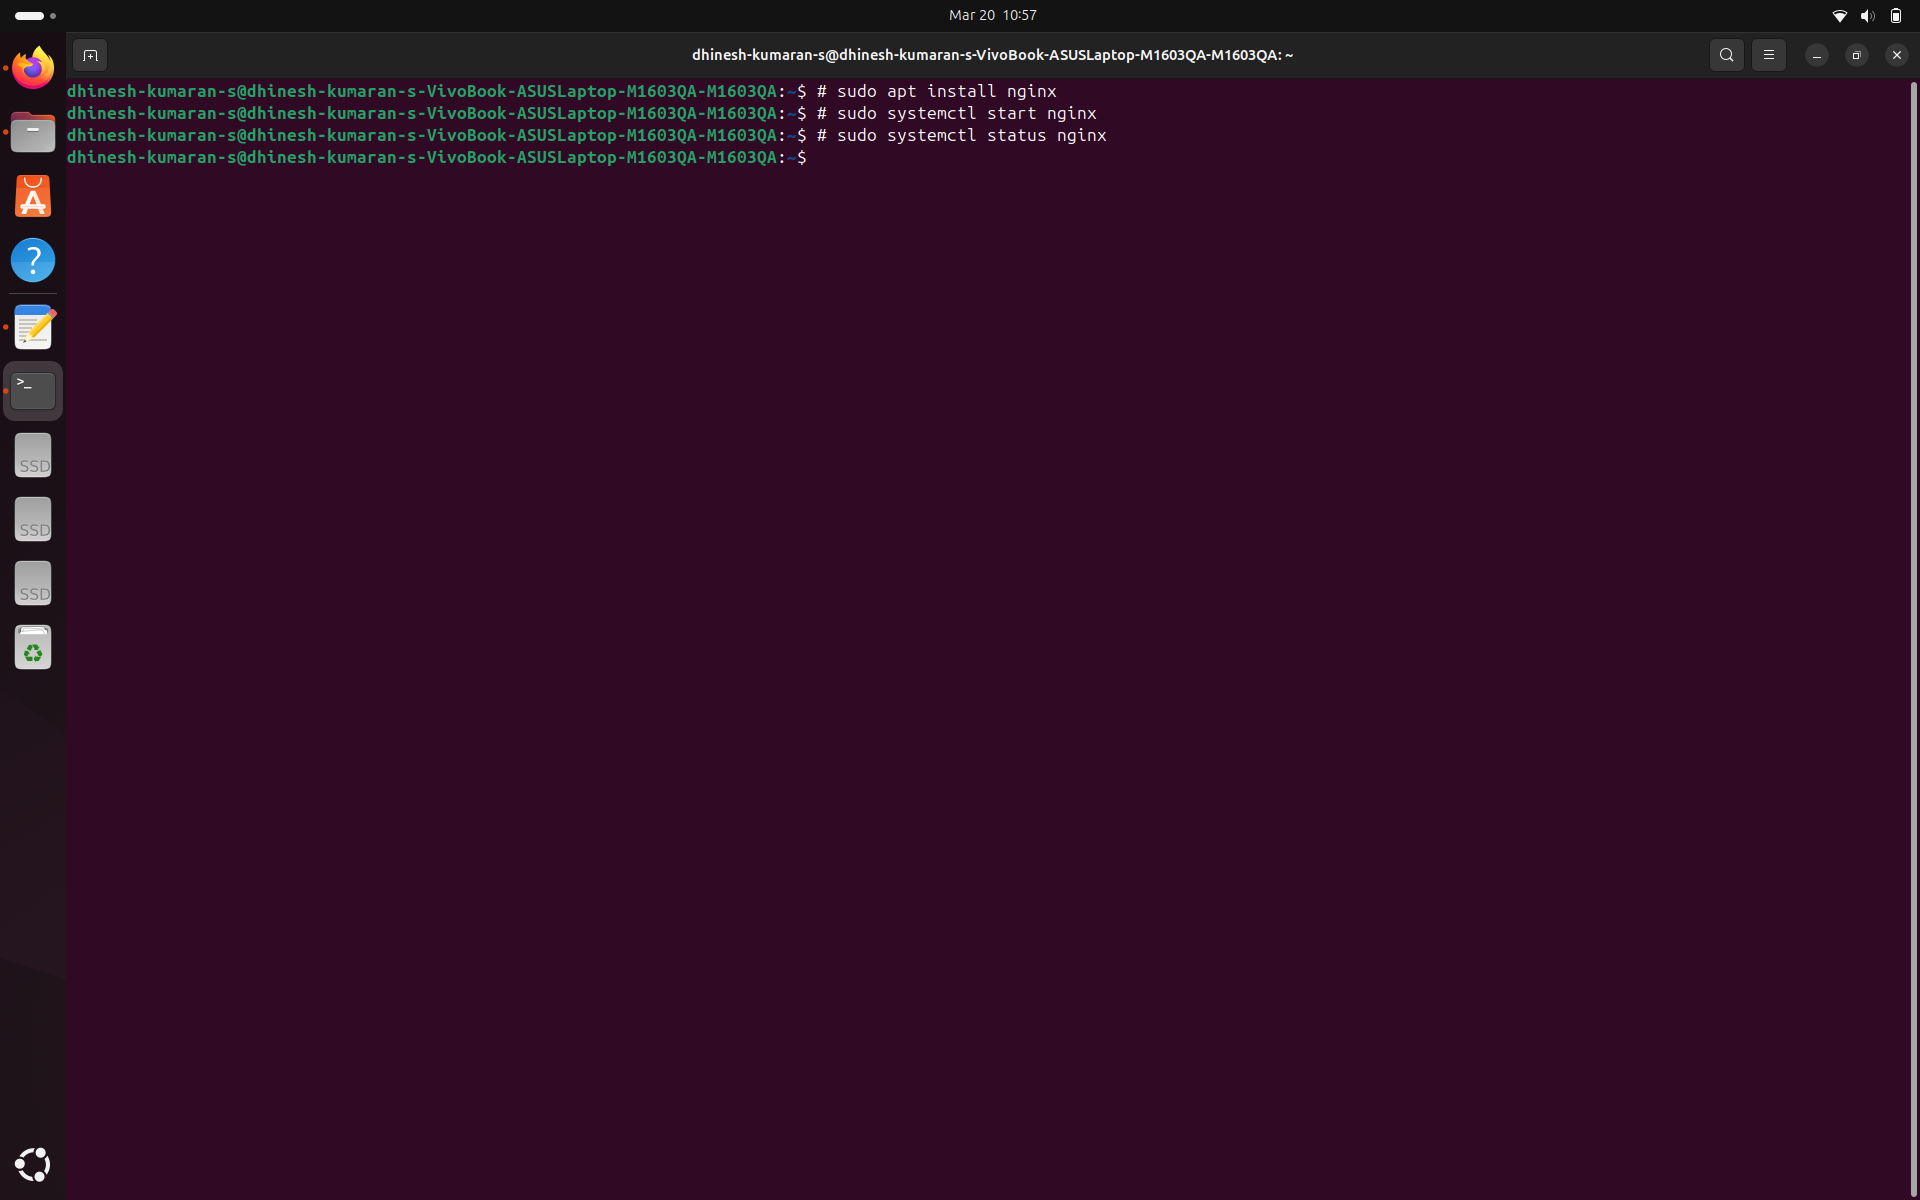 Mar 20 10:57
dhinesh-kumaran-s@dhinesh-kumaran-s-VivoBook-ASUSLaptop-M1603QA-M1603QA: ~
dhinesh-kumaran-s@dhinesh-kumaran-s-VivoBook-ASUSLaptop-M1603QA-M1603QA:~$ # sudo apt install nginx
dhinesh-kumaran-s@dhinesh-kumaran-s-VivoBook-ASUSLaptop-M1603QA-M1603QA:~$ # sudo systemctl start nginx
dhinesh-kumaran-s@dhinesh-kumaran-s-VivoBook-ASUSLaptop-M1603QA-M1603QA:~$ # sudo systemctl status nginx
dhinesh-kumaran-s@dhinesh-kumaran-s-VivoBook-ASUSLaptop-M1603QA-M1603QA:~$
?
>_
SSD
SSD
SSD